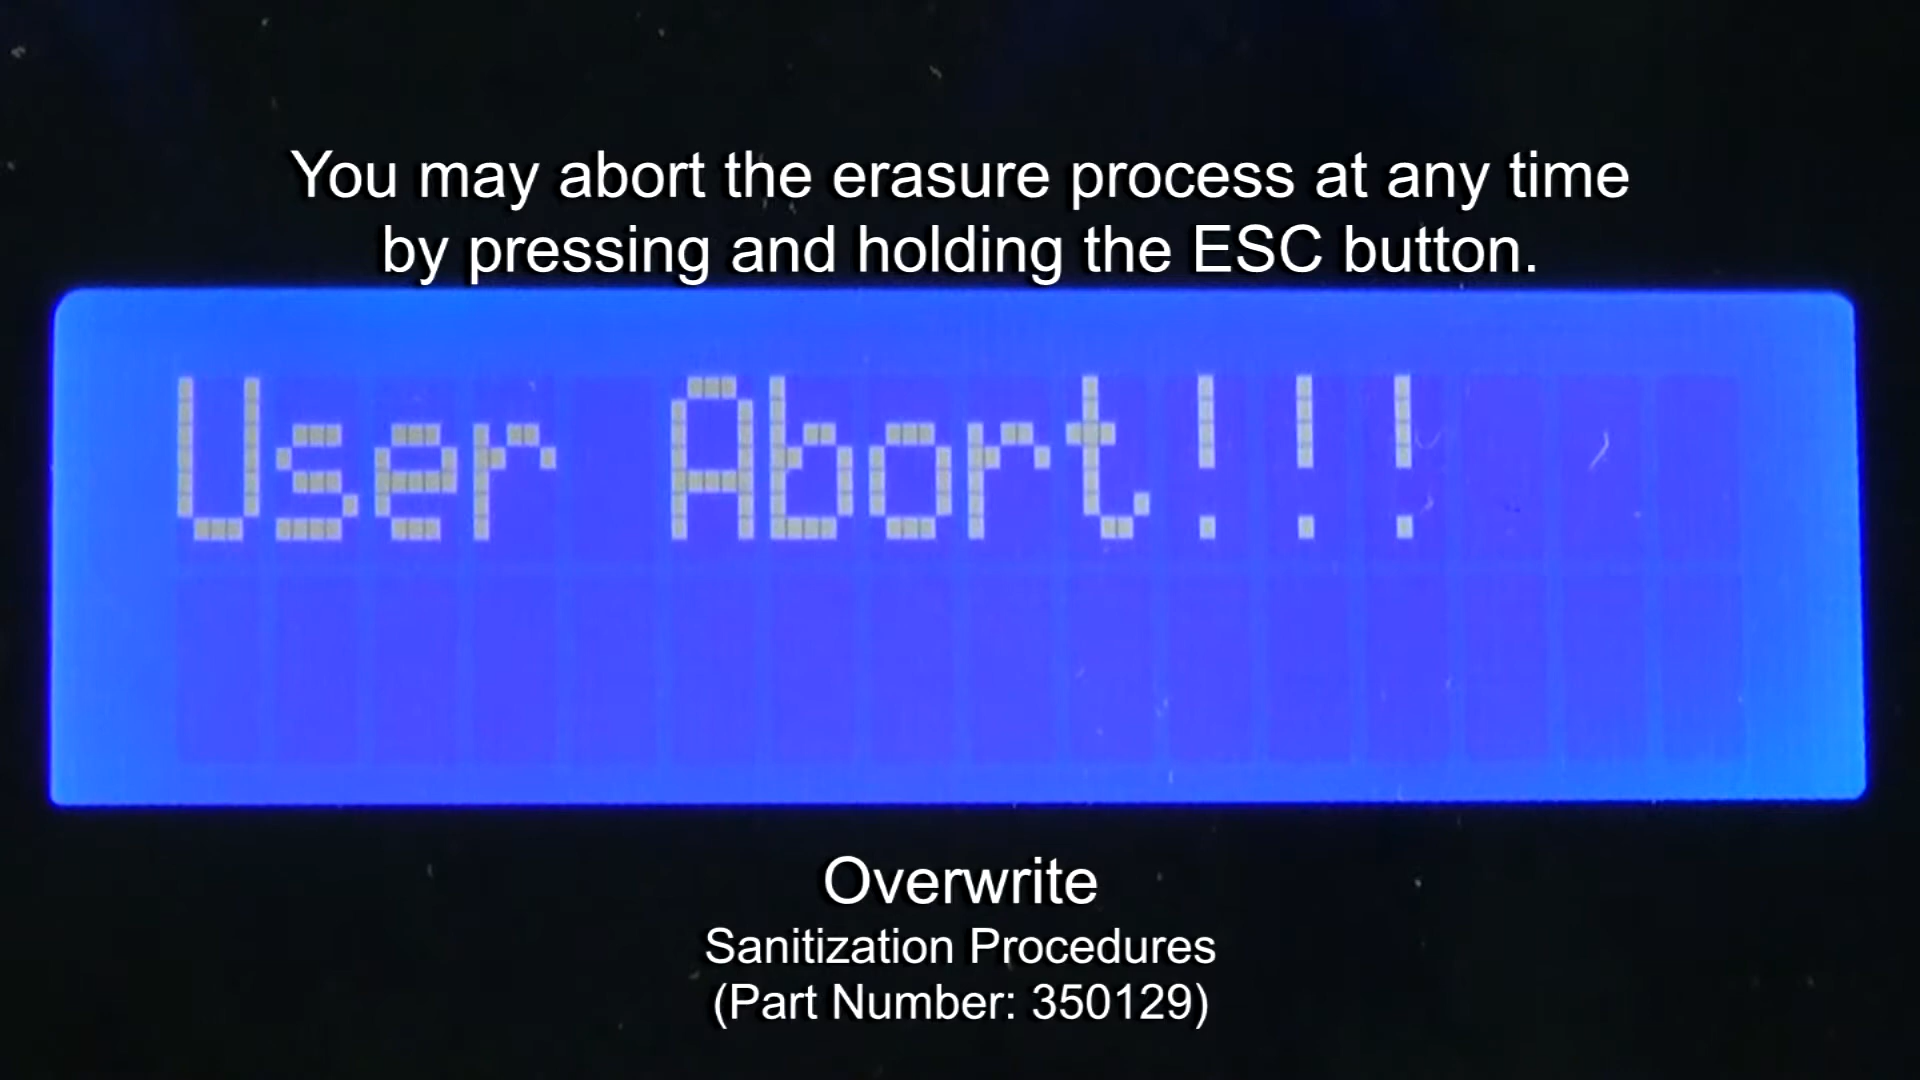 You may abort the erasure process at any time
by pressing and holding the ESC button.
User Abort!!!
Overwrite
Sanitization Procedures
(Part Number: 350129)